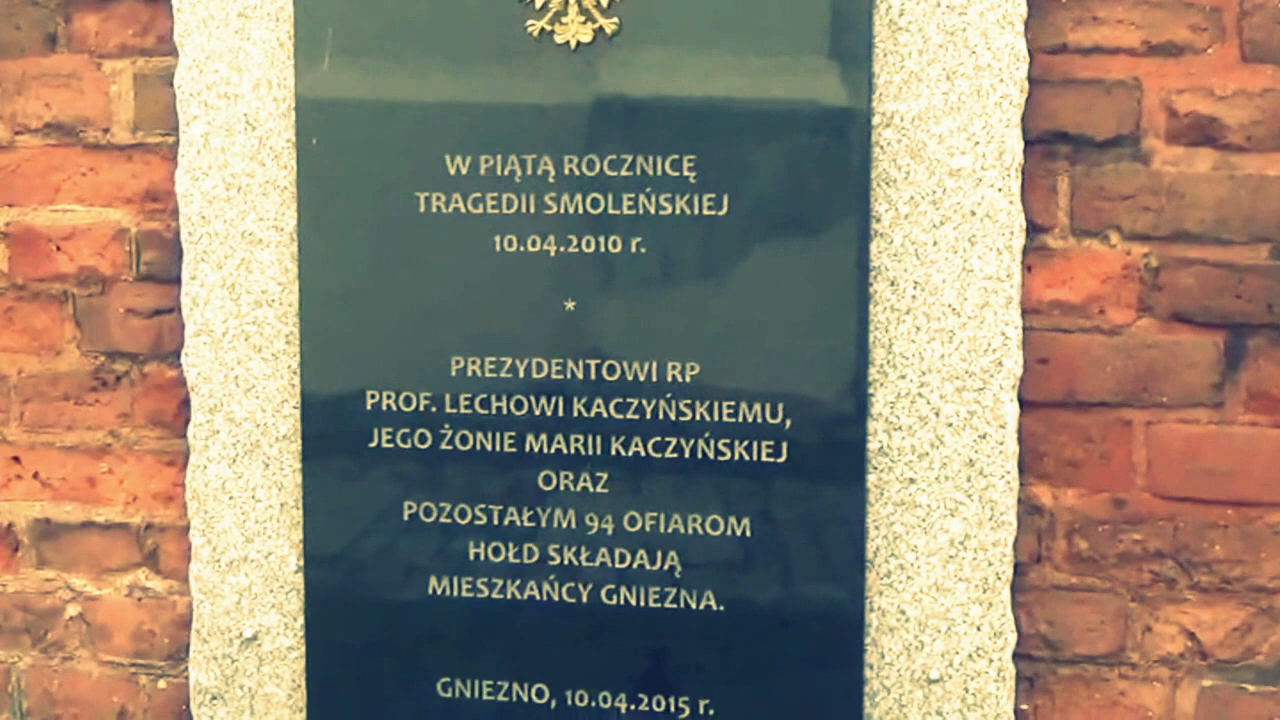 W PIĄTĄ ROCZNICĘ
TRAGEDII SMOLEŃSKIEJ
10.04.2010 r.
*
PREZYDENTOWI RP
PROF. LECHOWI KACZYŃSKIEMU,
JEGO ŻONIE MARII KACZYŃSKIEJ
ORAZ
POZOSTAŁYM 94 OFIAROM
HOŁD SKŁADAJĄ
MIESZKAŃCY GNIEZNA.
GNIEZNO, 10.04.2015 r.